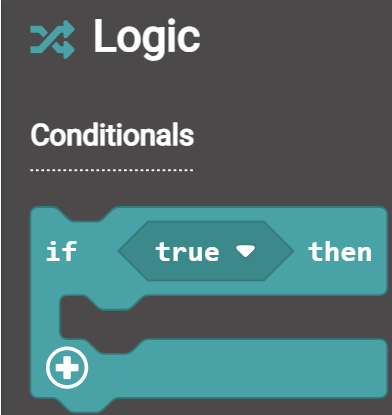 Logic
Conditionals
if true then